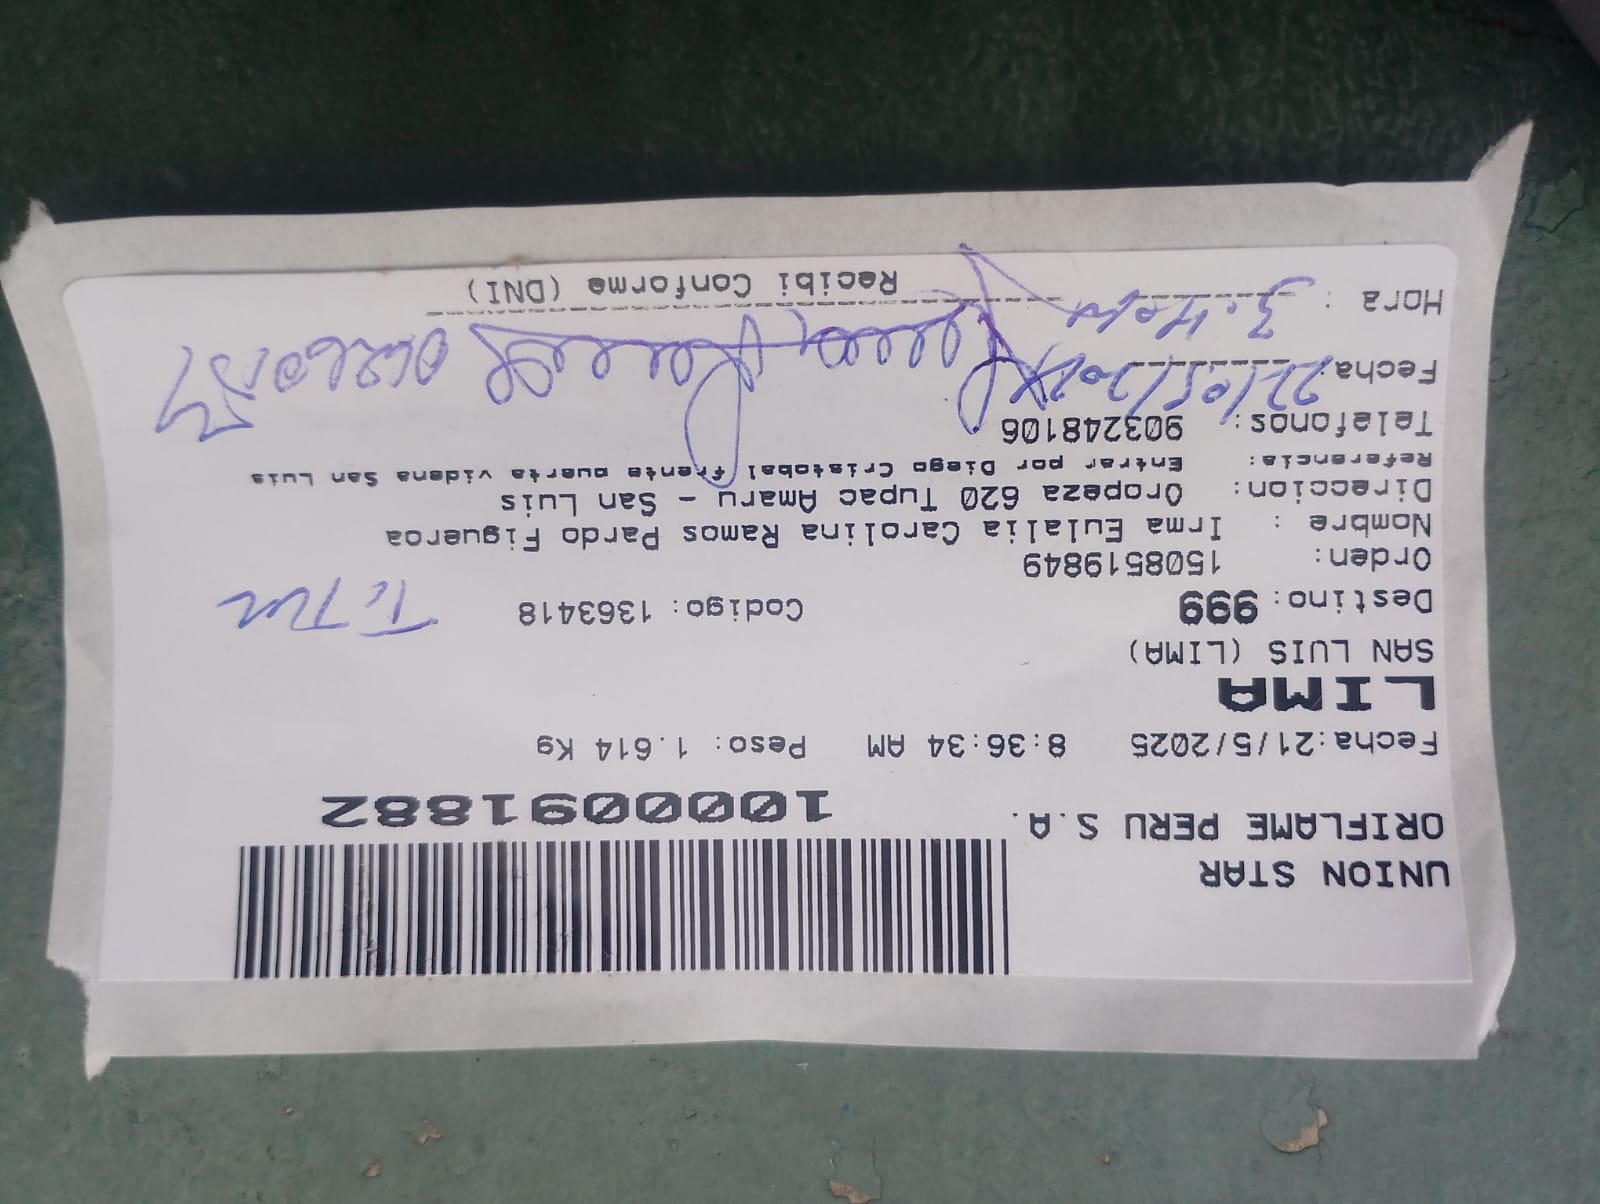 UNION STAR
ORIFLAME PERU S.A.
1000091882
Fecha:21/5/2025 8:36:34 AM Peso: 1.614 Kg
LIMA
SAN LUIS (LIMA)
Destino: 999 Codigo: 1363418
Orden: 1508519849
Nombre : Irma Eulalia Carolina Ramos Pardo Figueroa
Direccion: Oropeza 620 Tupac Amaru - San Luis
Referencia: Entrar por Diego Cristobal frente puerta videna San Luis
Telefonos: 903248106
Fecha: 22/05/2025
Hora :
Recibi Conforme (DNI)